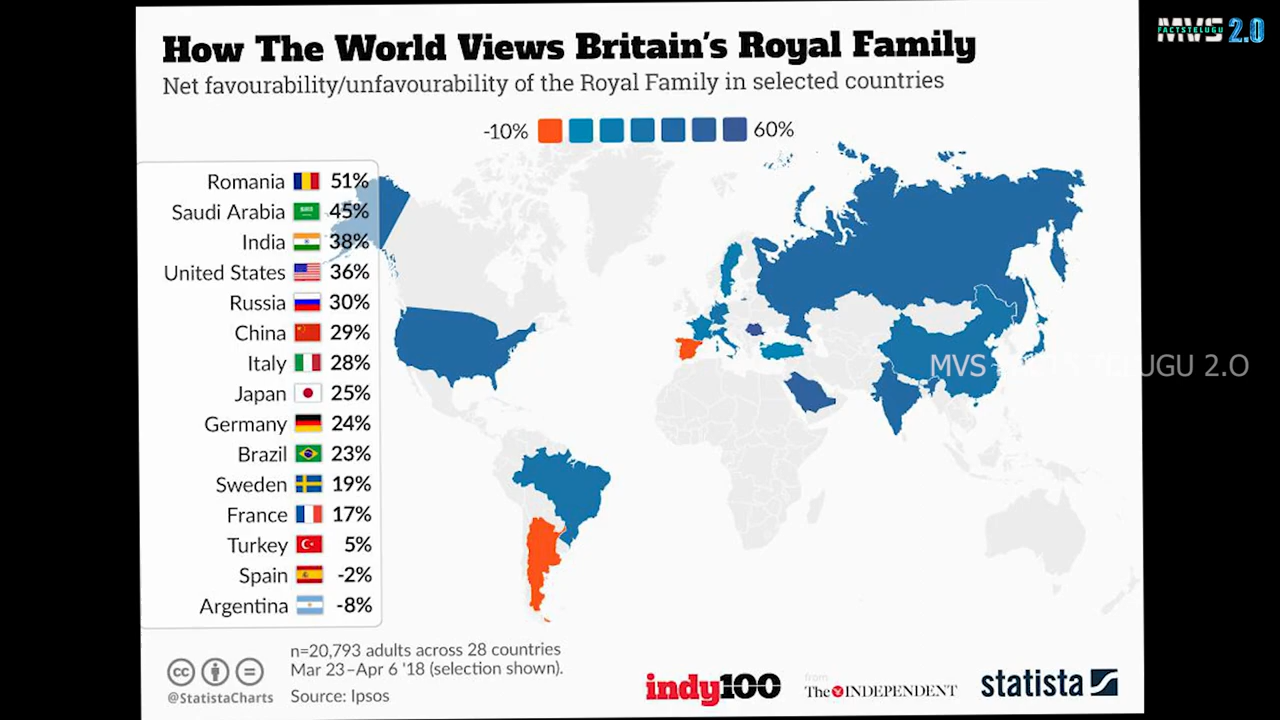 How The World Views Britain's Royal Family
Net favourability/unfavourability of the Royal Family in selected countries
-10% 60%
Romania 51%
Saudi Arabia 45%
India 38%
United States 36%
Russia 30%
China 29%
Italy 28%
Japan 25%
Germany 24%
Brazil 23%
Sweden 19%
France 17%
Turkey 5%
Spain -2%
Argentina -8%
n=20,793 adults across 28 countries
Mar 23–Apr 6 '18 (selection shown).
Source: Ipsos
cc
@StatistaCharts
indy100
from
The INDEPENDENT
statista
MVS 2.0
FACTSTELUGU
MVS FACTS TELUGU 2.O